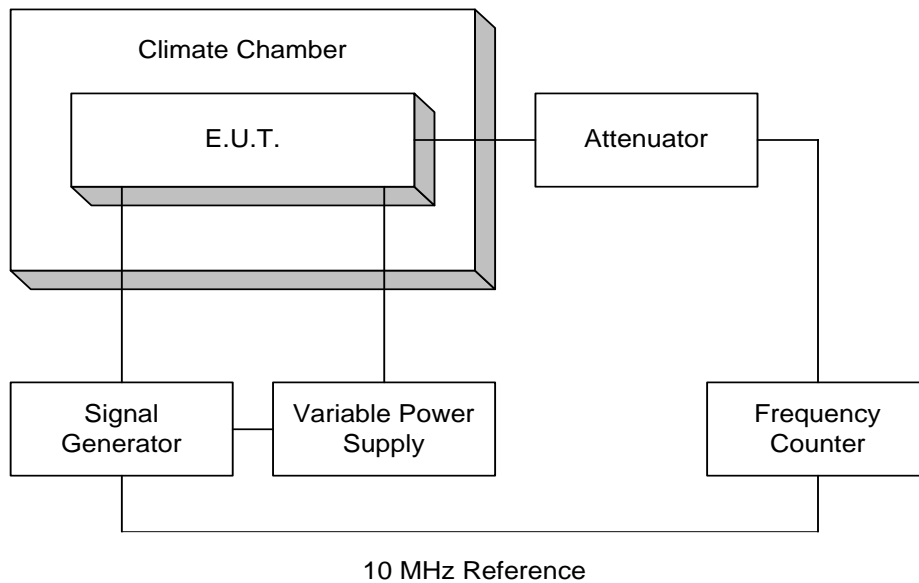 Climate Chamber
E.U.T.
Attenuator
Signal
Generator
Variable Power
Supply
Frequency
Counter
10 MHz Reference